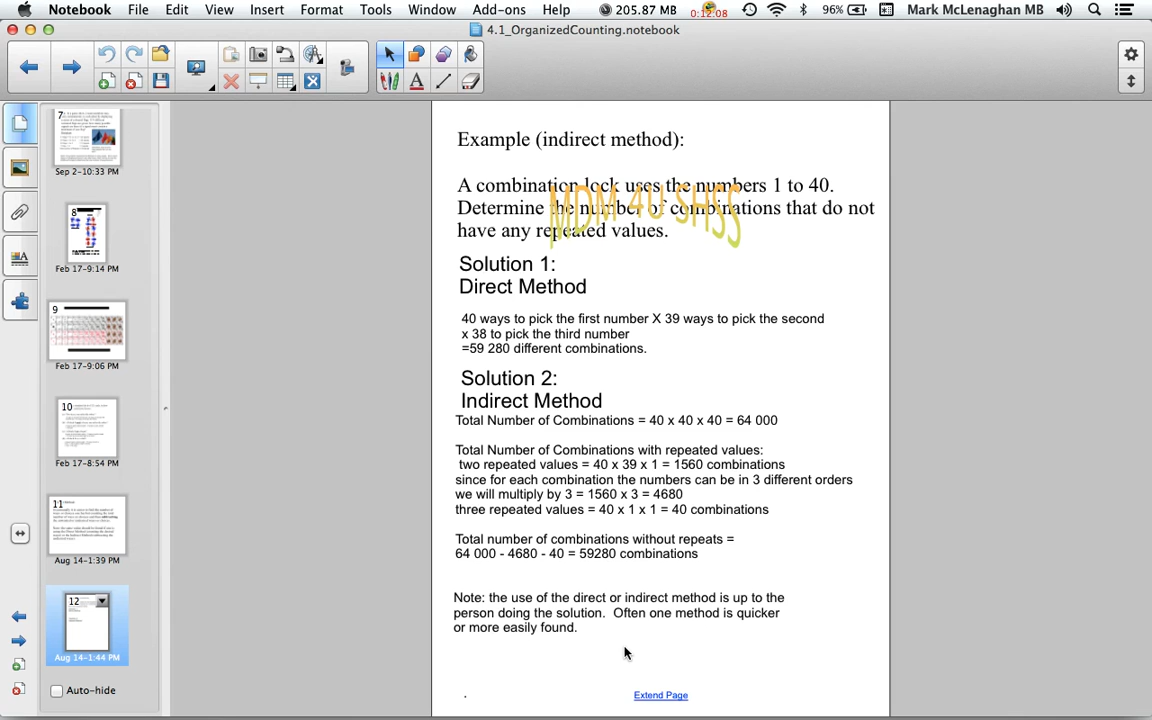 Notebook File Edit View Insert Format Tools Window Add-ons Help 205.87 MB 0:12:08 96% Mark McLenaghan MB
4.1_OrganizedCounting.notebook
7
Sep 2-10:33 PM
8
Feb 17-9:14 PM
9
Feb 17-9:06 PM
10
Feb 17-8:54 PM
11
Aug 14-1:39 PM
12
Aug 14-1:44 PM
Auto-hide
Example (indirect method):
A combination lock uses the numbers 1 to 40.
Determine the number of combinations that do not
have any repeated values.
MDM 4U SHSS
Solution 1:
Direct Method
40 ways to pick the first number X 39 ways to pick the second
x 38 to pick the third number
=59 280 different combinations.
Solution 2:
Indirect Method
Total Number of Combinations = 40 x 40 x 40 = 64 000
Total Number of Combinations with repeated values:
two repeated values = 40 x 39 x 1 = 1560 combinations
since for each combination the numbers can be in 3 different orders
we will multiply by 3 = 1560 x 3 = 4680
three repeated values = 40 x 1 x 1 = 40 combinations
Total number of combinations without repeats =
64 000 - 4680 - 40 = 59280 combinations
Note: the use of the direct or indirect method is up to the
person doing the solution. Often one method is quicker
or more easily found.
.
Extend Page